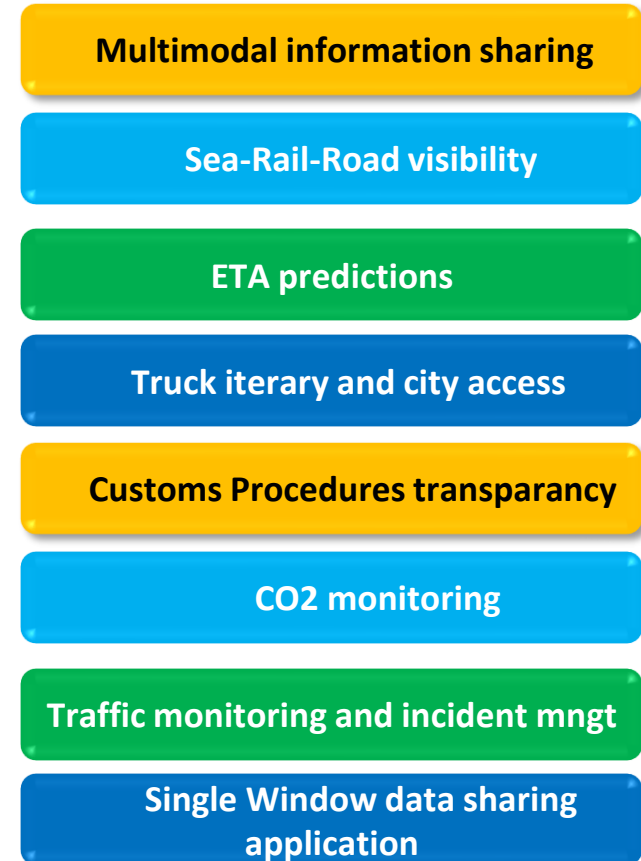 Multimodal information sharing
Sea-Rail-Road visibility
ETA predictions
Truck iterary and city access
Customs Procedures transparancy
CO2 monitoring
Traffic monitoring and incident mngt
Single Window data sharing
application